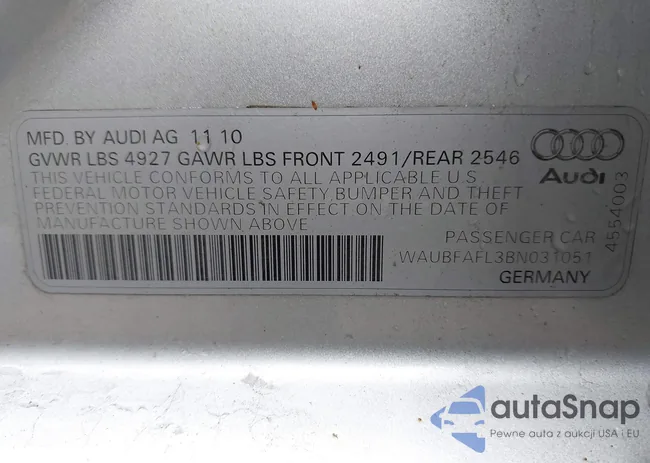 MFD. BY AUDI AG 11 10
GVWR LBS 4927 GAWR LBS FRONT 2491/REAR 2546
THIS VEHICLE CONFORMS TO ALL APPLICABLE U.S.
FEDERAL MOTOR VEHICLE SAFETY BUMPER AND THEFT
PREVENTION STANDARDS IN EFFECT ON THE DATE OF
MANUFACTURE SHOWN ABOVE
Audi
4554003
PASSENGER CAR
WAUBFAFL3BN031051
GERMANY
autaSnap
Pewne auta z aukcji USA i EU